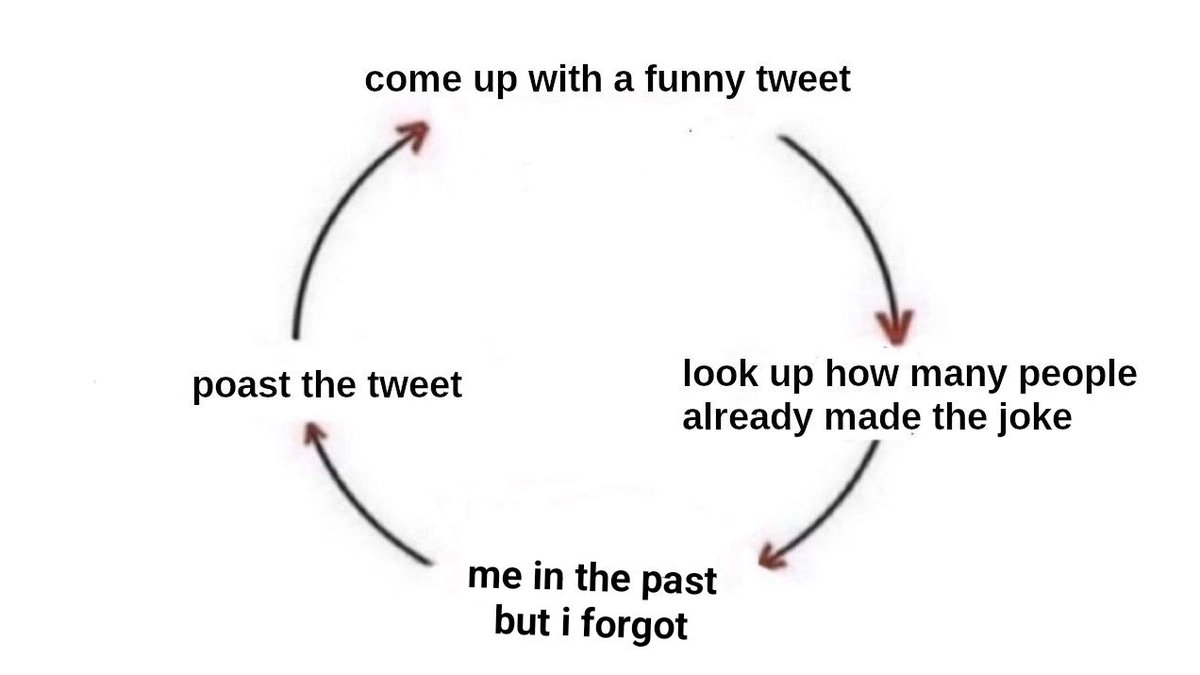 come up with a funny tweet
look up how many people
already made the joke
me in the past
but i forgot
poast the tweet